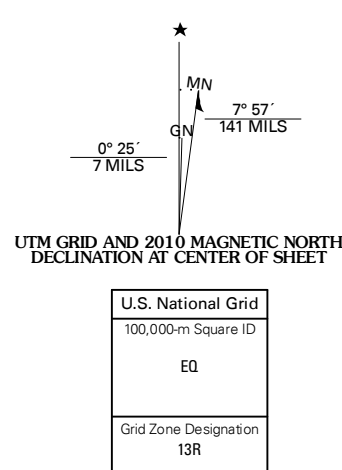 ★
MN
7° 57´
141 MILS
GN
0° 25´
7 MILS
UTM GRID AND 2010 MAGNETIC NORTH
DECLINATION AT CENTER OF SHEET
U.S. National Grid
100,000-m Square ID
EQ
Grid Zone Designation
13R